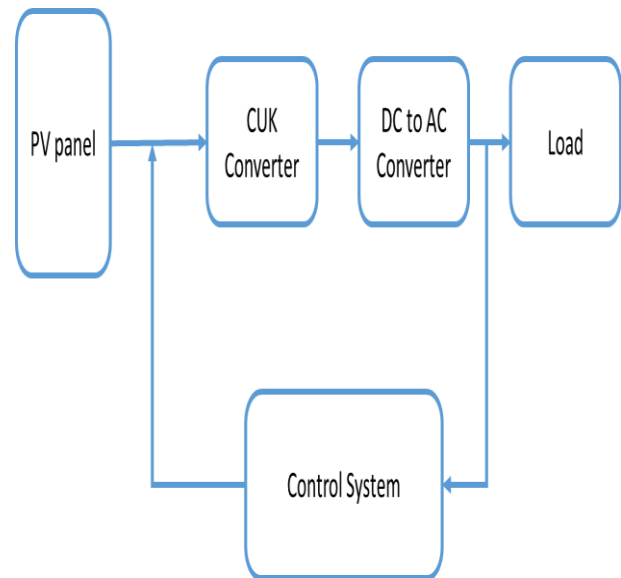 PV panel
CUK
Converter
DC to AC
Converter
Load
Control System